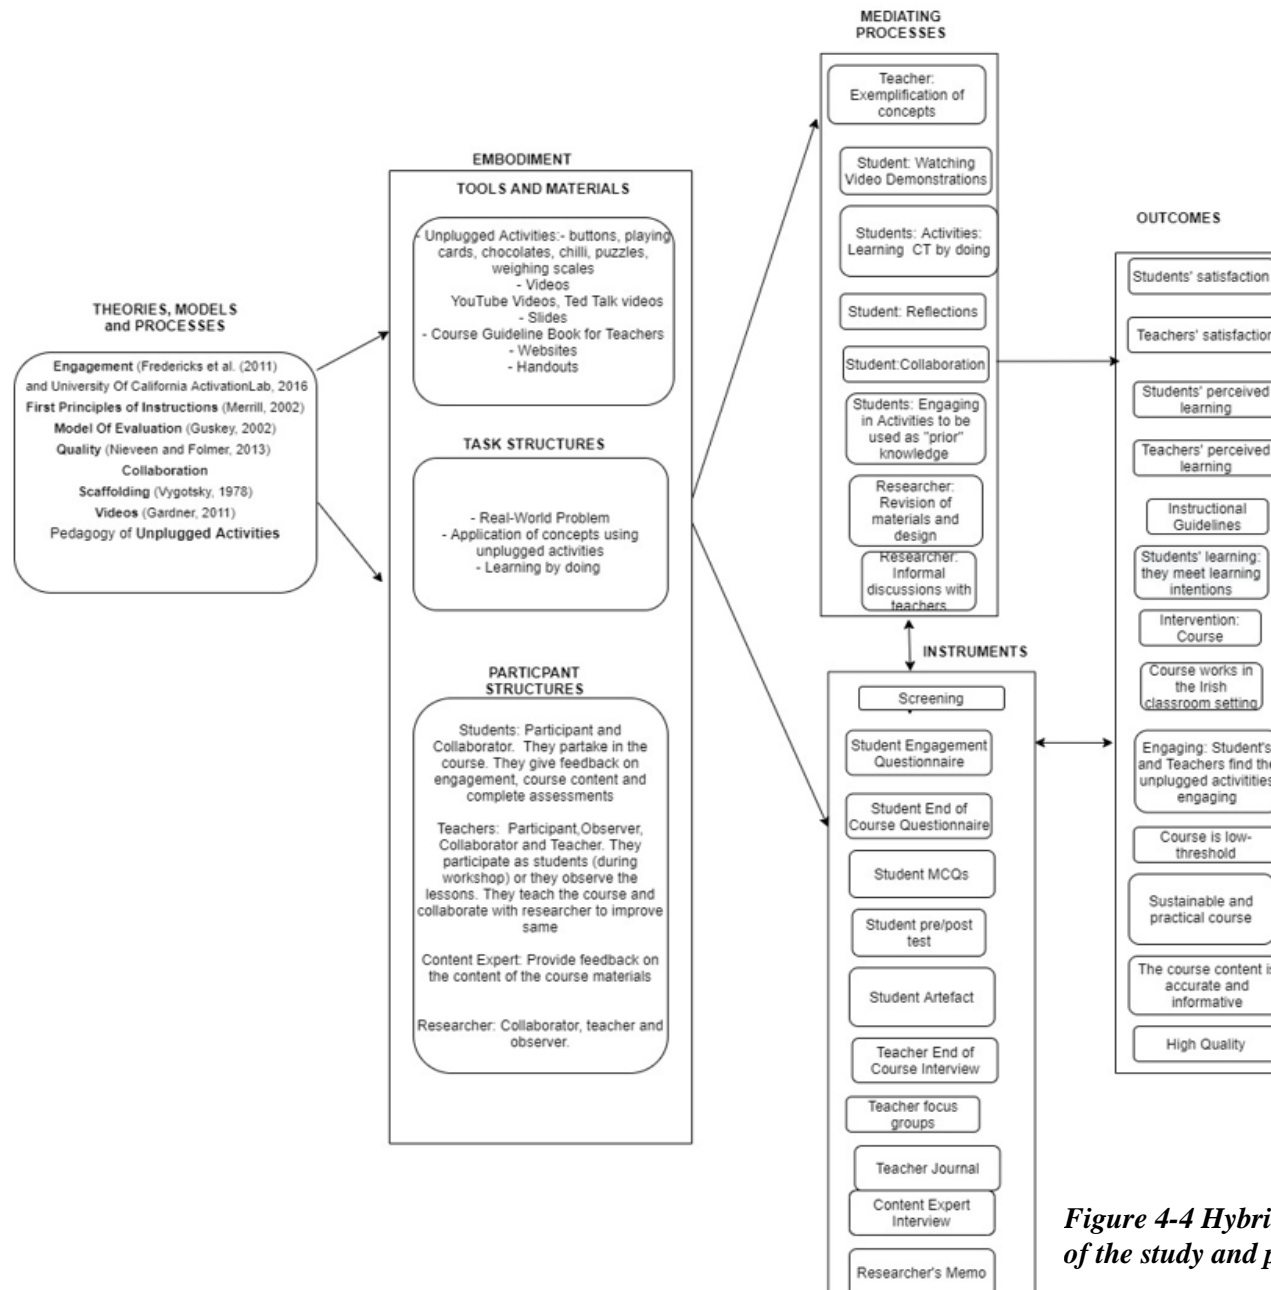 THEORIES, MODELS
and PROCESSES
Engagement (Fredericks et al. (2011)
and University Of California ActivationLab, 2016
First Principles of Instructions (Merrill, 2002)
Model Of Evaluation (Guskey, 2002)
Quality (Nieveen and Folmer, 2013)
Collaboration
Scaffolding (Vygotsky, 1978)
Videos (Gardner, 2011)
Pedagogy of Unplugged Activities
EMBODIMENT
TOOLS AND MATERIALS
- Unplugged Activities:- buttons, playing
cards, chocolates, chilli, puzzles,
weighing scales
- Videos
YouTube Videos, Ted Talk videos
- Slides
- Course Guideline Book for Teachers
- Websites
- Handouts
TASK STRUCTURES
- Real-World Problem
- Application of concepts using
unplugged activities
- Learning by doing
PARTICPANT
STRUCTURES
Students: Participant and
Collaborator. They partake in the
course. They give feedback on
engagement, course content and
complete assessments
Teachers: Participant,Observer,
Collaborator and Teacher. They
participate as students (during
workshop) or they observe the
lessons. They teach the course and
collaborate with researcher to improve
same
Content Expert: Provide feedback on
the content of the course materials
Researcher: Collaborator, teacher and
observer.
MEDIATING
PROCESSES
Teacher:
Exemplification of
concepts
Student: Watching
Video Demonstrations
Students: Activities:
Learning CT by doing
Student: Reflections
Student:Collaboration
Students: Engaging
in Activities to be
used as "prior"
knowledge
Researcher:
Revision of
materials and
design
Researcher:
Informal
discussions with
teachers
INSTRUMENTS
Screening
Student Engagement
Questionnaire
Student End of
Course Questionnaire
Student MCQs
Student pre/post
test
Student Artefact
Teacher End of
Course Interview
Teacher focus
groups
Teacher Journal
Content Expert
Interview
Researcher's Memo
OUTCOMES
Students' satisfaction
Teachers' satisfaction
Students' perceived
learning
Teachers' perceived
learning
Instructional
Guidelines
Students' learning:
they meet learning
intentions
Intervention:
Course
Course works in
the Irish
classroom setting
Engaging: Student's
and Teachers find the
unplugged activitities
engaging
Course is low-
threshold
Sustainable and
practical course
The course content is
accurate and
informative
High Quality
Figure 4-4 Hybri
of the study and p